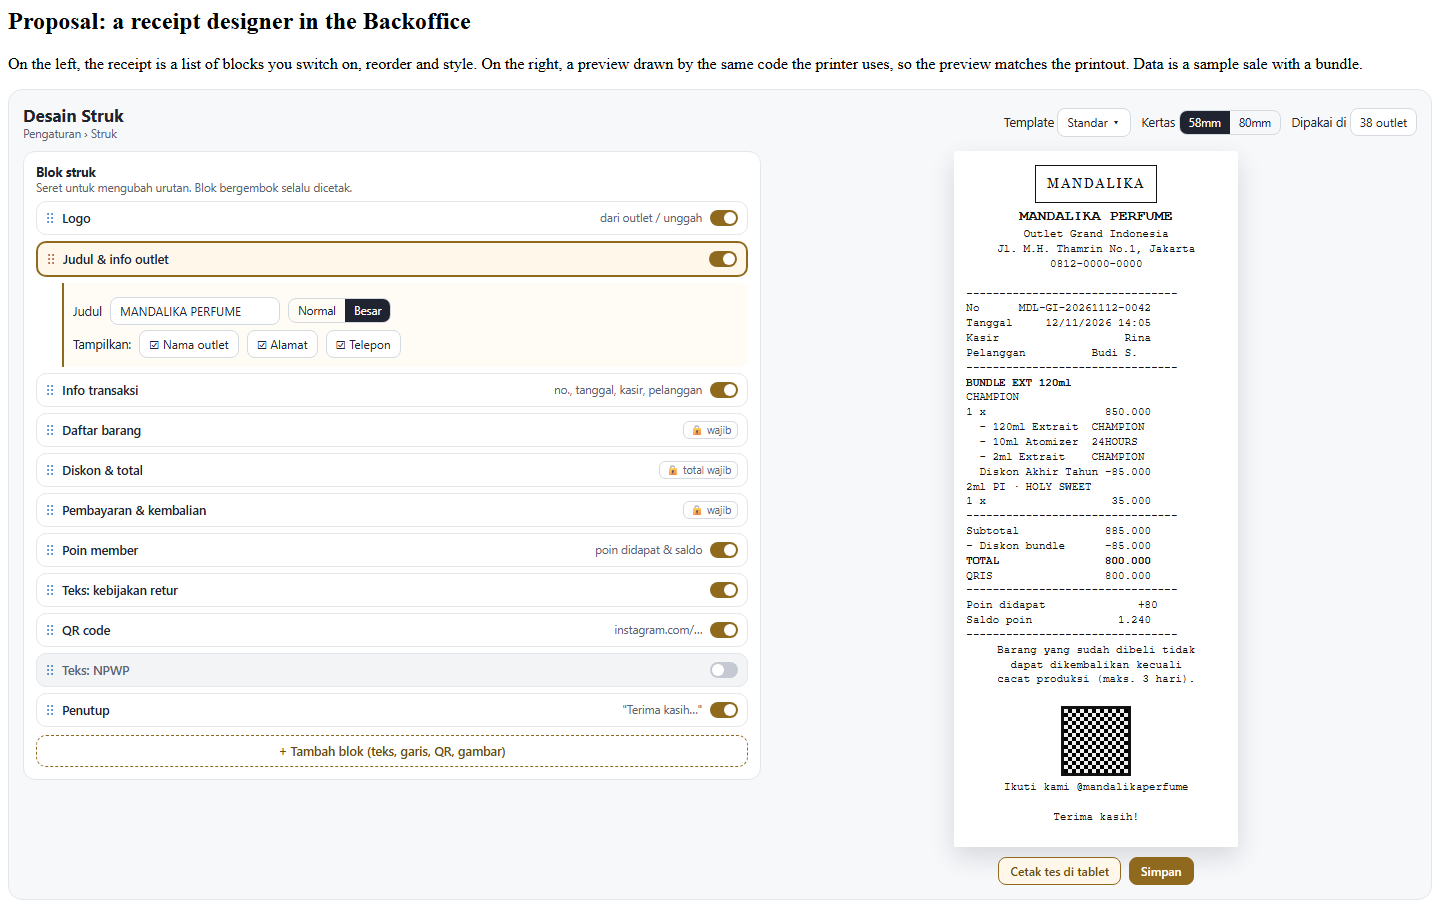 Proposal: a receipt designer in the Backoffice
On the left, the receipt is a list of blocks you switch on, reorder and style. On the right, a preview drawn by the same code the printer uses, so the preview matches the printout. Data is a sample sale with a bundle.
Desain Struk
Pengaturan › Struk
Template Standar Kertas 58mm 80mm Dipakai di 38 outlet
Blok struk
Seret untuk mengubah urutan. Blok bergembok selalu dicetak.
Logo dari outlet / unggah
Judul & info outlet
Judul MANDALIKA PERFUME Normal Besar
Tampilkan: ☑ Nama outlet ☑ Alamat ☑ Telepon
Info transaksi no., tanggal, kasir, pelanggan
Daftar barang 🔒 wajib
Diskon & total 🔒 total wajib
Pembayaran & kembalian 🔒 wajib
Poin member poin didapat & saldo
Teks: kebijakan retur
QR code instagram.com/...
Teks: NPWP
Penutup "Terima kasih..."
+ Tambah blok (teks, garis, QR, gambar)
MANDALIKA
MANDALIKA PERFUME
Outlet Grand Indonesia
Jl. M.H. Thamrin No.1, Jakarta
0812-0000-0000
--------------------------------
No MDL-GI-20261112-0042
Tanggal 12/11/2026 14:05
Kasir Rina
Pelanggan Budi S.
--------------------------------
BUNDLE EXT 120ml
CHAMPION
1 x 850.000
- 120ml Extrait CHAMPION
- 10ml Atomizer 24HOURS
- 2ml Extrait CHAMPION
Diskon Akhir Tahun -85.000
2ml PI · HOLY SWEET
1 x 35.000
--------------------------------
Subtotal 885.000
- Diskon bundle -85.000
TOTAL 800.000
QRIS 800.000
--------------------------------
Poin didapat +80
Saldo poin 1.240
--------------------------------
Barang yang sudah dibeli tidak
dapat dikembalikan kecuali
cacat produksi (maks. 3 hari).
Ikuti kami @mandalikaperfume
Terima kasih!
Cetak tes di tablet Simpan